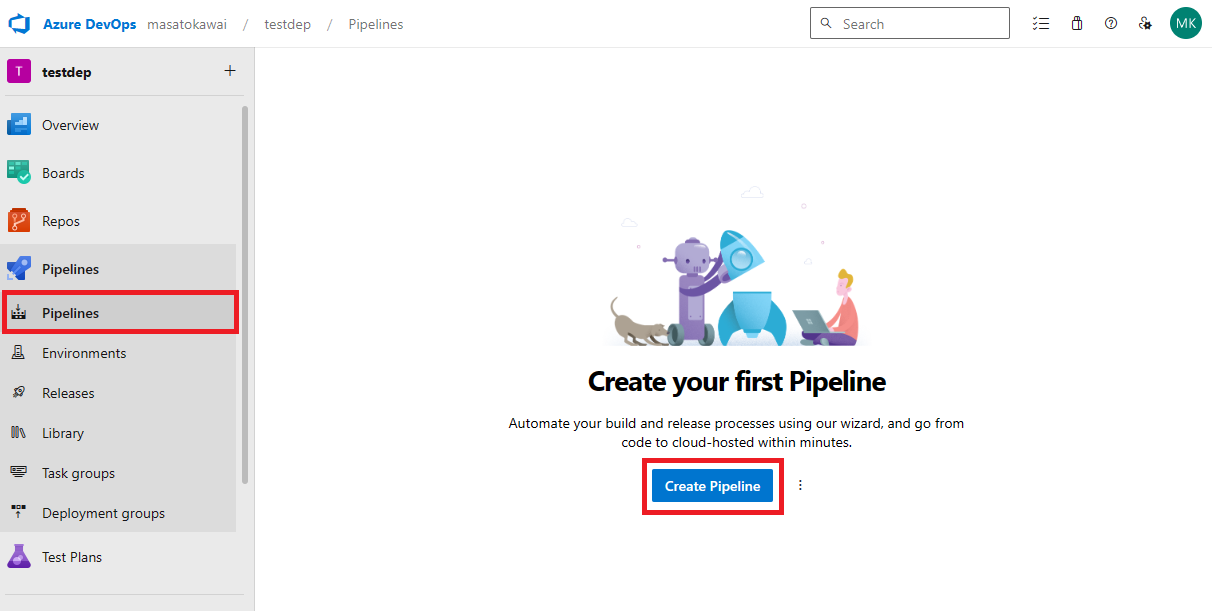 Azure DevOps masatokawai / testdep / Pipelines
Search
MK
T testdep +
Overview
Boards
Repos
Pipelines
Pipelines
Environments
Releases
Library
Task groups
Deployment groups
Test Plans
Create your first Pipeline
Automate your build and release processes using our wizard, and go from
code to cloud-hosted within minutes.
Create Pipeline